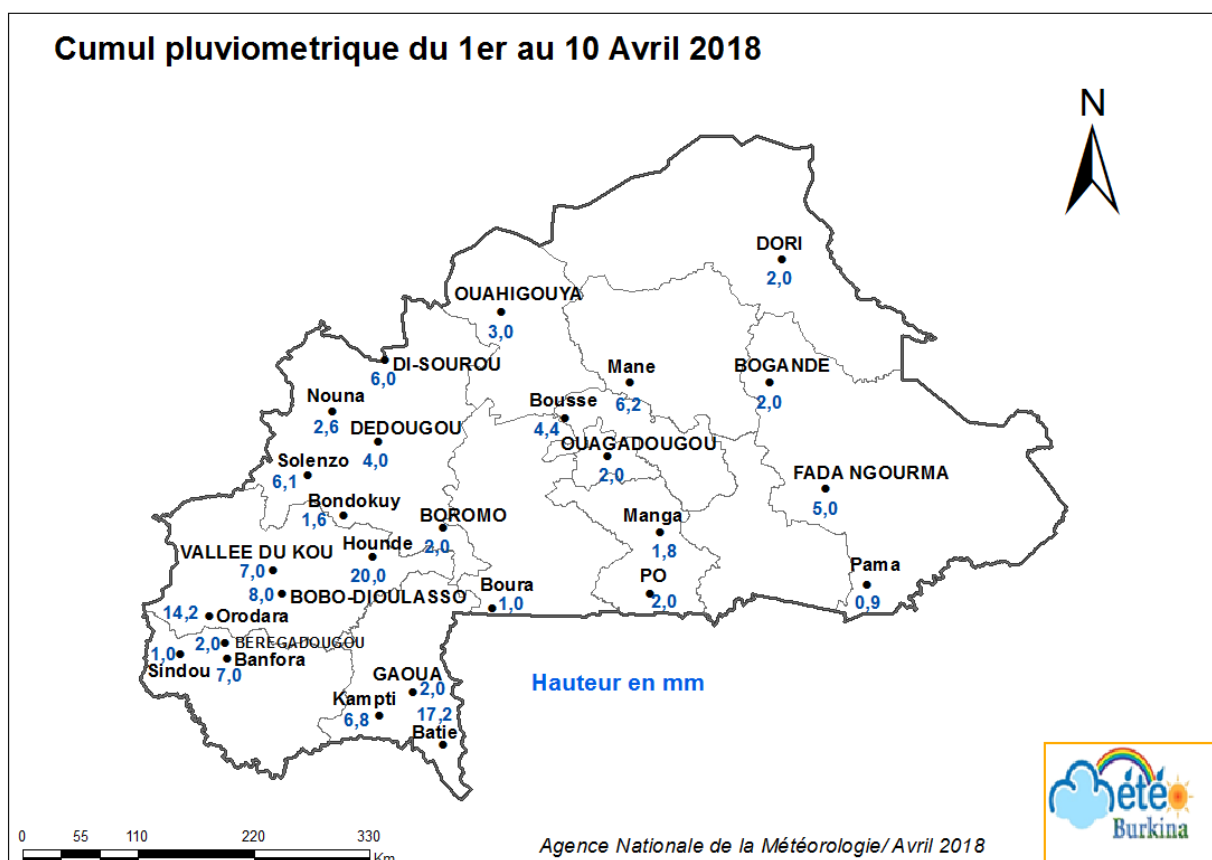 Cumul pluviometrique du 1er au 10 Avril 2018
N
DORI
2,0
OUAHIGOUYA
3,0
DI-SOUROU
6,0
Mane
6,2
BOGANDE
2,0
Nouna
2,6
Bousse
4,4
DEDOUGOU
4,0
OUAGADOUGOU
2,0
Solenzo
6,1
FADA NGOURMA
5,0
Bondokuy
1,6
BOROMO
2,0
Manga
1,8
VALLEE DU KOU
7,0
Hounde
20,0
Pama
0,9
PO
2,0
Boura
1,0
8,0
BOBO-DIOULASSO
14,2
Orodara
2,0
BEREGADOUGOU
1,0
Sindou
Banfora
7,0
GAOUA
2,0
Hauteur en mm
Kampti
6,8
17,2
Batie
0 55 110 220 330
Km
Agence Nationale de la Météorologie/ Avril 2018
été
Burkina